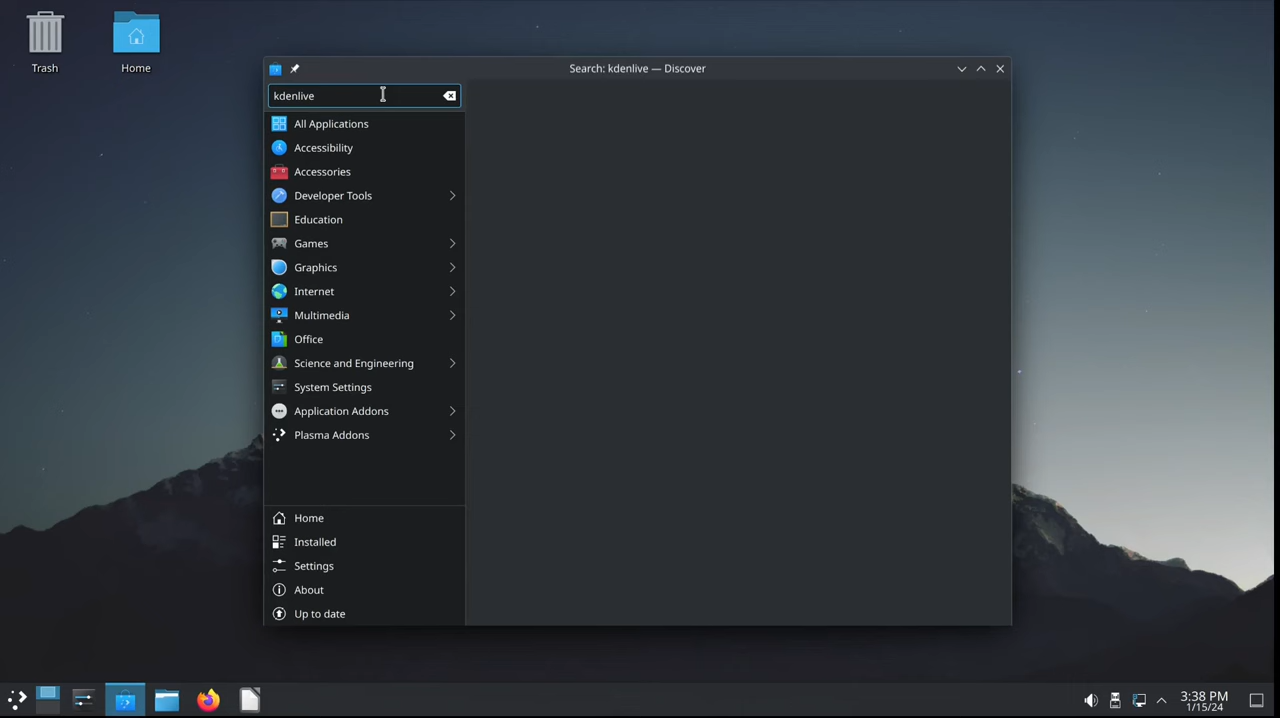 Trash
Home
Search: kdenlive — Discover
kdenlive
All Applications
Accessibility
Accessories
Developer Tools
Education
Games
Graphics
Internet
Multimedia
Office
Science and Engineering
System Settings
Application Addons
Plasma Addons
Home
Installed
Settings
About
Up to date
3:38 PM
1/15/24